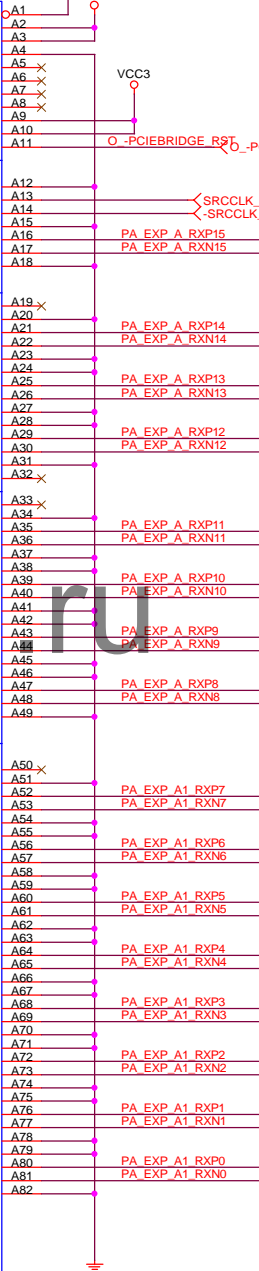 A1
A2
A3
A4
A5
A6
VCC3
A7
A8
A9
A10
A11 O_-PCIEBRIDGE_RST O_-P
A12
A13 SRCCLK_
A14 -SRCCLK_
A15
A16 PA_EXP_A_RXP15
A17 PA_EXP_A_RXN15
A18
A19
A20
A21 PA_EXP_A_RXP14
A22 PA_EXP_A_RXN14
A23
A24
A25 PA_EXP_A_RXP13
A26 PA_EXP_A_RXN13
A27
A28
A29 PA_EXP_A_RXP12
A30 PA_EXP_A_RXN12
A31
A32
A33
A34
A35 PA_EXP_A_RXP11
A36 PA_EXP_A_RXN11
A37
A38
A39 PA_EXP_A_RXP10
A40 PA_EXP_A_RXN10
A41
ru
A42
A43 PA_EXP_A_RXP9
A44 PA_EXP_A_RXN9
A45
A46
A47 PA_EXP_A_RXP8
A48 PA_EXP_A_RXN8
A49
A50
A51
A52 PA_EXP_A1_RXP7
A53 PA_EXP_A1_RXN7
A54
A55
A56 PA_EXP_A1_RXP6
A57 PA_EXP_A1_RXN6
A58
A59
A60 PA_EXP_A1_RXP5
A61 PA_EXP_A1_RXN5
A62
A63
A64 PA_EXP_A1_RXP4
A65 PA_EXP_A1_RXN4
A66
A67
A68 PA_EXP_A1_RXP3
A69 PA_EXP_A1_RXN3
A70
A71
A72 PA_EXP_A1_RXP2
A73 PA_EXP_A1_RXN2
A74
A75
A76 PA_EXP_A1_RXP1
A77 PA_EXP_A1_RXN1
A78
A79
A80 PA_EXP_A1_RXP0
A81 PA_EXP_A1_RXN0
A82